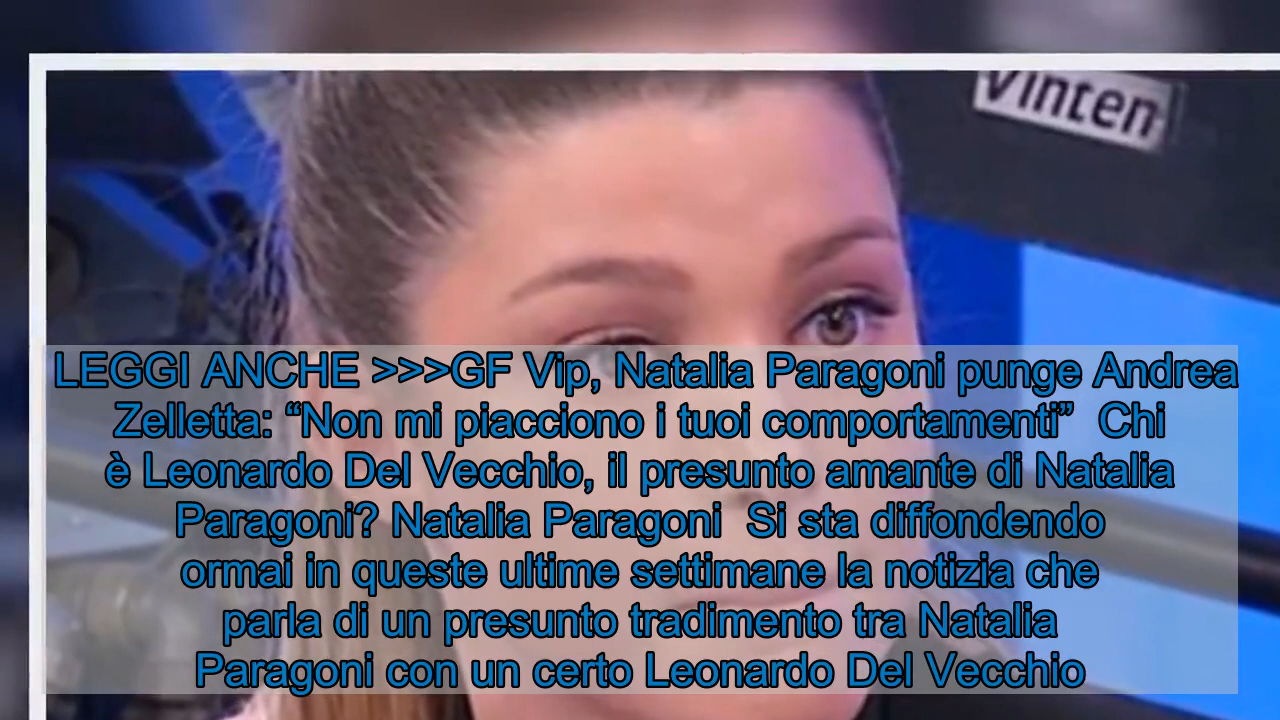 Vinten
LEGGI ANCHE >>>GF Vip, Natalia Paragoni punge Andrea
Zelletta: “Non mi piacciono i tuoi comportamenti”  Chi
è Leonardo Del Vecchio, il presunto amante di Natalia
Paragoni? Natalia Paragoni  Si sta diffondendo
ormai in queste ultime settimane la notizia che
parla di un presunto tradimento tra Natalia
Paragoni con un certo Leonardo Del Vecchio